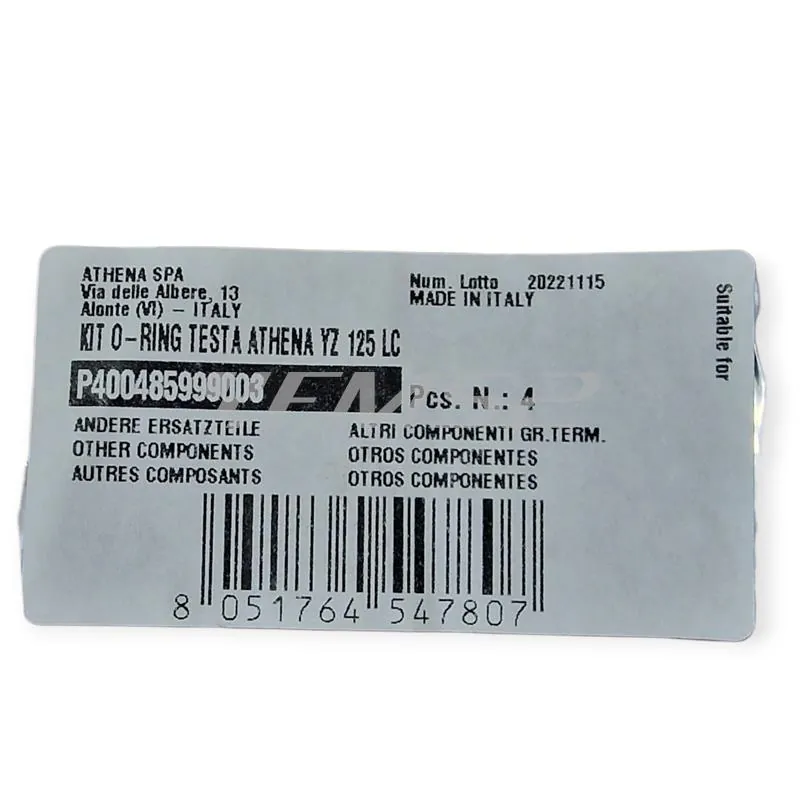 ATHENA SPA
Via delle Albere, 13
Alonte (VI) - ITALY
Num. Lotto 20221115
MADE IN ITALY
KIT O-RING TESTA ATHENA YZ 125 LC
P400485999003
Pcs. N.: 4
ANDERE ERSATZTEILE
OTHER COMPONENTS
AUTRES COMPOSANTS
ALTRI COMPONENTI GR.TERM.
OTROS COMPONENTES
OTROS COMPONENTES
8 051764 547807
Suitable for